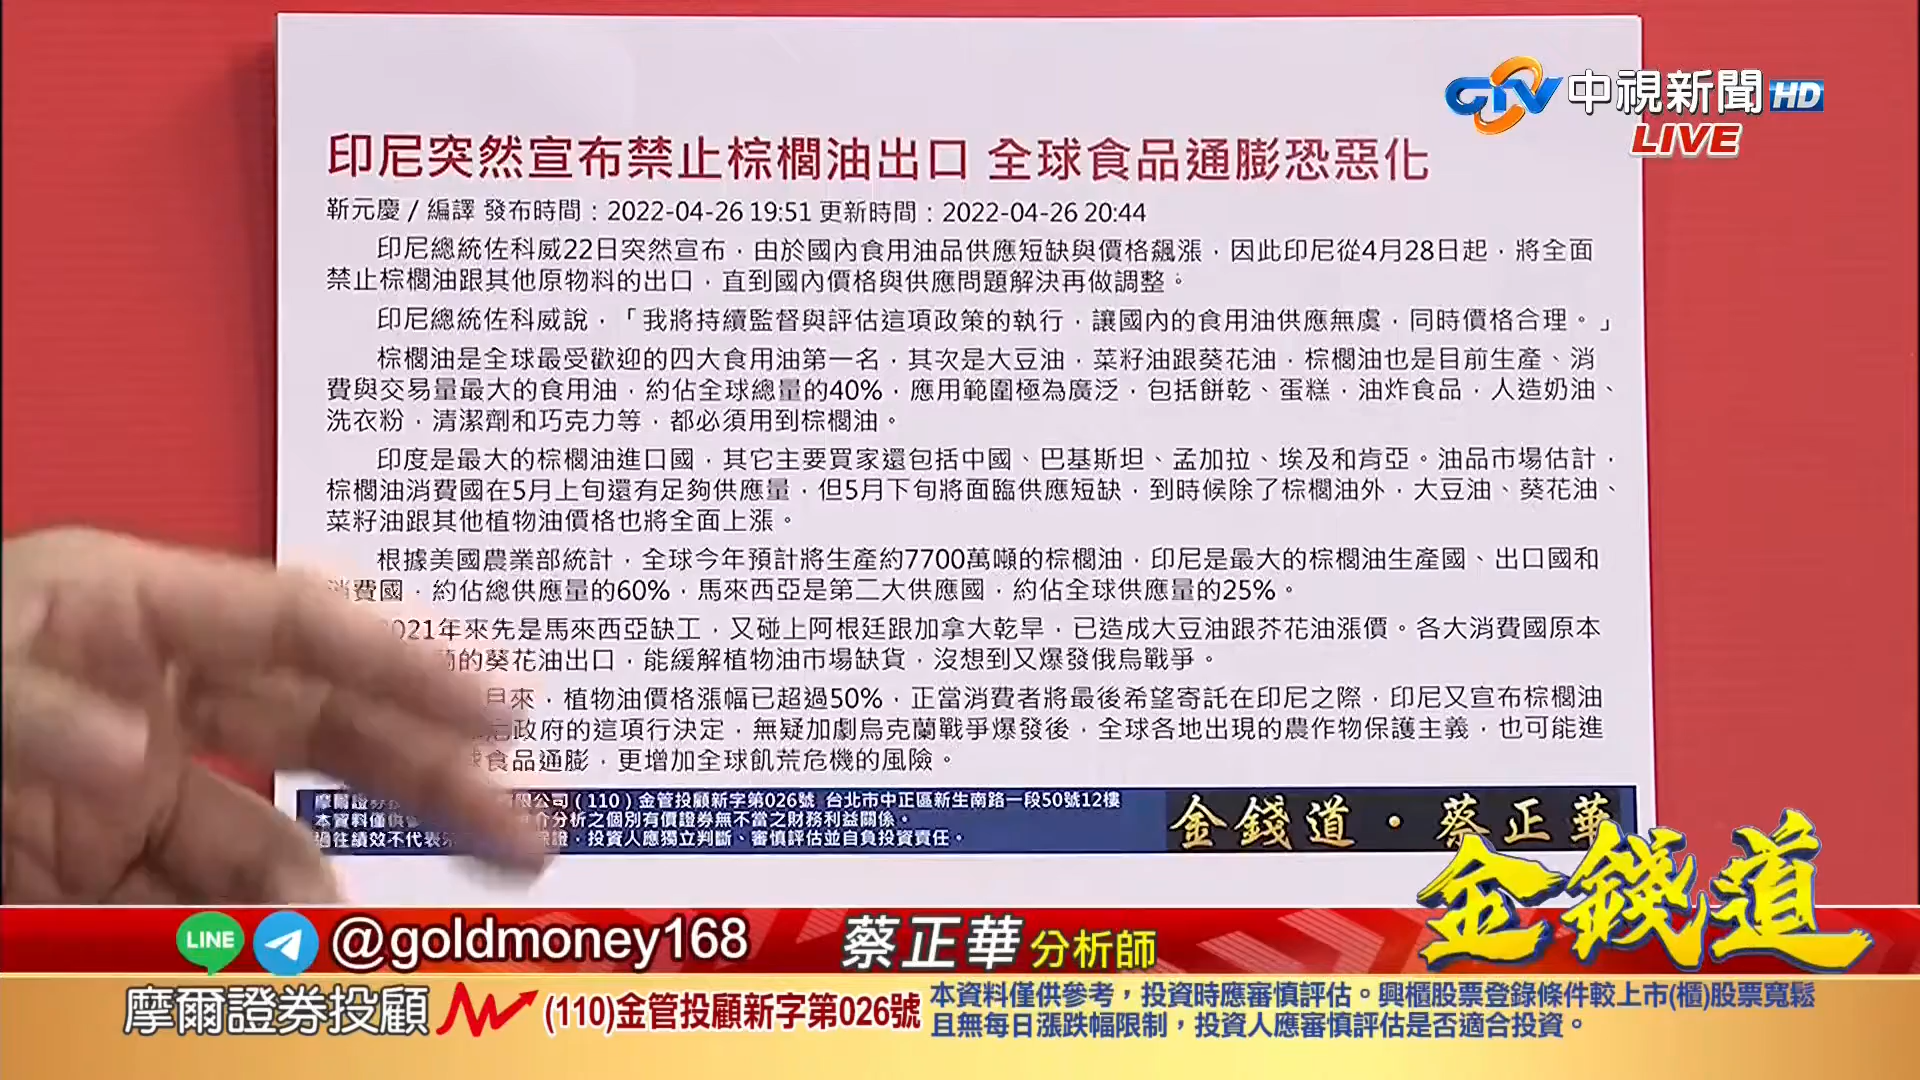 CTV中視新聞HD
LIVE
印尼突然宣布禁止棕櫚油出口 全球食品通膨恐惡化
靳元慶 / 編譯 發布時間：2022-04-26 19:51 更新時間：2022-04-26 20:44
印尼總統佐科威22日突然宣布，由於國內食用油品供應短缺與價格飆漲，因此印尼從4月28日起，將全面
禁止棕櫚油跟其他原物料的出口，直到國內價格與供應問題解決再做調整。
印尼總統佐科威說，「我將持續監督與評估這項政策的執行，讓國內的食用油供應無虞，同時價格合理。」
棕櫚油是全球最受歡迎的四大食用油第一名，其次是大豆油，菜籽油跟葵花油，棕櫚油也是目前生產、消
費與交易量最大的食用油，約佔全球總量的40%，應用範圍極為廣泛，包括餅乾、蛋糕，油炸食品，人造奶油、
洗衣粉，清潔劑和巧克力等，都必須用到棕櫚油。
印度是最大的棕櫚油進口國，其它主要買家還包括中國、巴基斯坦、孟加拉、埃及和肯亞。油品市場估計，
棕櫚油消費國在5月上旬還有足夠供應量，但5月下旬將面臨供應短缺，到時候除了棕櫚油外，大豆油、葵花油、
菜籽油跟其他植物油價格也將全面上漲。
根據美國農業部統計，全球今年預計將生產約7700萬噸的棕櫚油，印尼是最大的棕櫚油生產國、出口國和
消費國，約佔總供應量的60%，馬來西亞是第二大供應國，約佔全球供應量的25%。
2021年來先是馬來西亞缺工，又碰上阿根廷跟加拿大乾旱，已造成大豆油跟芥花油漲價。各大消費國原本
蘭的葵花油出口，能緩解植物油市場缺貨，沒想到又爆發俄烏戰爭。
月來，植物油價格漲幅已超過50%，正當消費者將最後希望寄託在印尼之際，印尼又宣布棕櫚油
尼政府的這項行決定，無疑加劇烏克蘭戰爭爆發後，全球各地出現的農作物保護主義，也可能進
球食品通膨，更增加全球飢荒危機的風險。
摩爾證券 限公司（110）金管投顧新字第026號 台北市中正區新生南路一段50號12樓
本資料僅供 介分析之個別有價證券無不當之財務利益關係。
過往績效不代表 保證，投資人應獨立判斷、審慎評估並自負投資責任。
金錢道・蔡正華
金錢道
LINE @goldmoney168 蔡正華 分析師
摩爾證券投顧 (110)金管投顧新字第026號
本資料僅供參考，投資時應審慎評估。興櫃股票登錄條件較上市(櫃)股票寬鬆
且無每日漲跌幅限制，投資人應審慎評估是否適合投資。